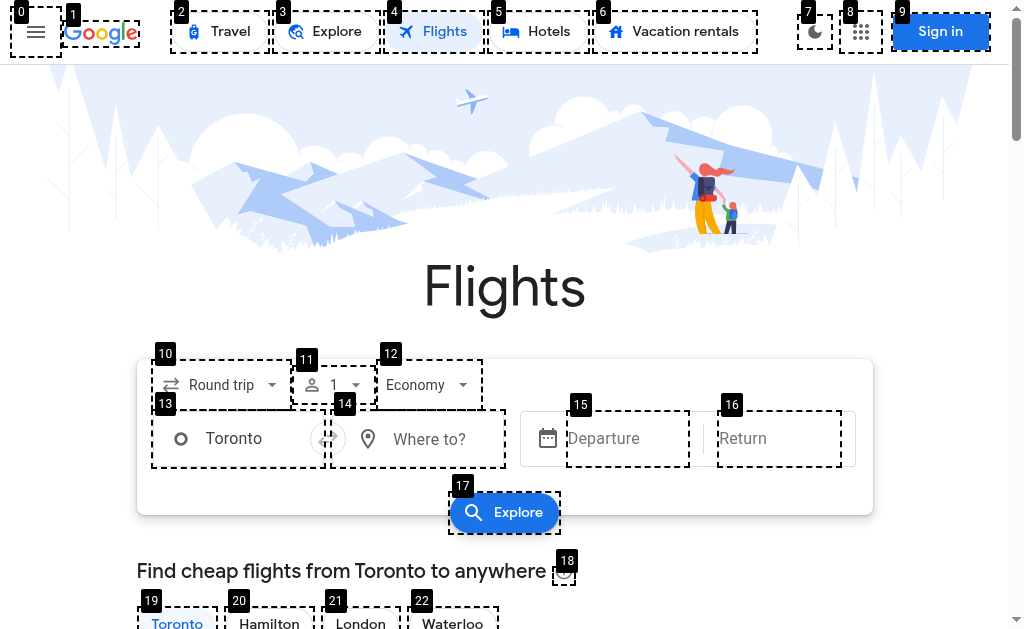 0
1
2
3
4
5
6
7
8
9
Google
Travel
Explore
Flights
Hotels
Vacation rentals
Sign in
Flights
10
11
12
Round trip
1
Economy
13
14
15
16
Toronto
Where to?
Departure
Return
17
Explore
18
Find cheap flights from Toronto to anywhere
19
20
21
22
Toronto
Hamilton
London
Waterloo